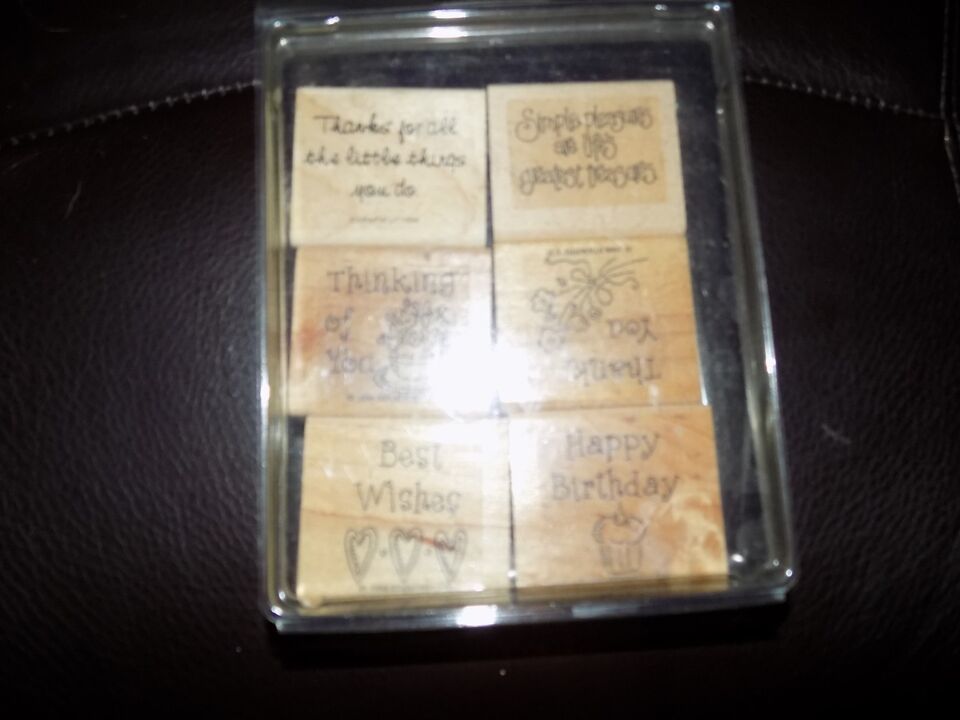 Thanks for all
the little things
you do
Simple pleasures
are life's
greatest treasures
Thinking
of
You
Thank
You
Best
Wishes
Happy
Birthday